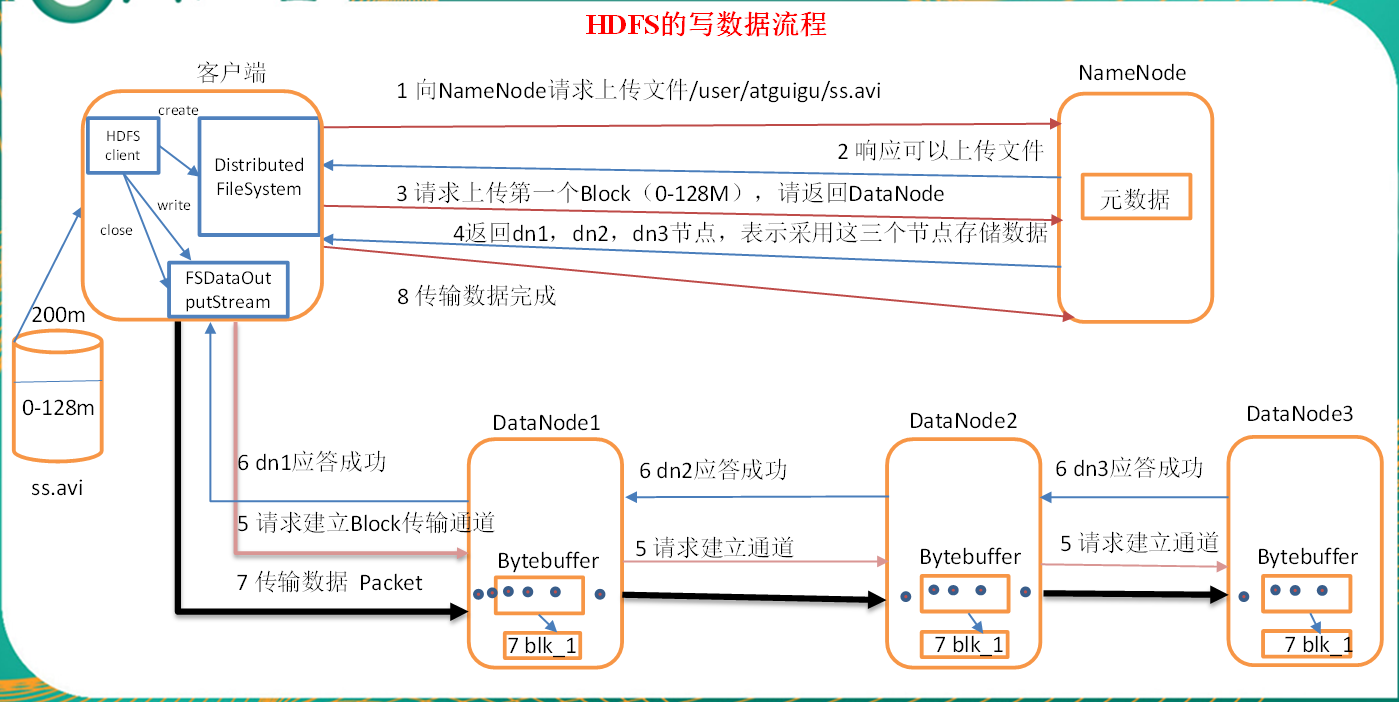 HDFS的写数据流程
客户端
NameNode
1 向NameNode请求上传文件/user/atguigu/ss.avi
create
HDFS
client
Distributed
FileSystem
2 响应可以上传文件
3 请求上传第一个Block（0-128M），请返回DataNode
元数据
write
close
4返回dn1，dn2，dn3节点，表示采用这三个节点存储数据
FSDataOut
putStream
8 传输数据完成
200m
0-128m
ss.avi
DataNode1
DataNode2
DataNode3
6 dn1应答成功
6 dn2应答成功
6 dn3应答成功
5 请求建立Block传输通道
5 请求建立通道
5 请求建立通道
Bytebuffer
Bytebuffer
Bytebuffer
7 传输数据 Packet
7 blk_1
7 blk_1
7 blk_1